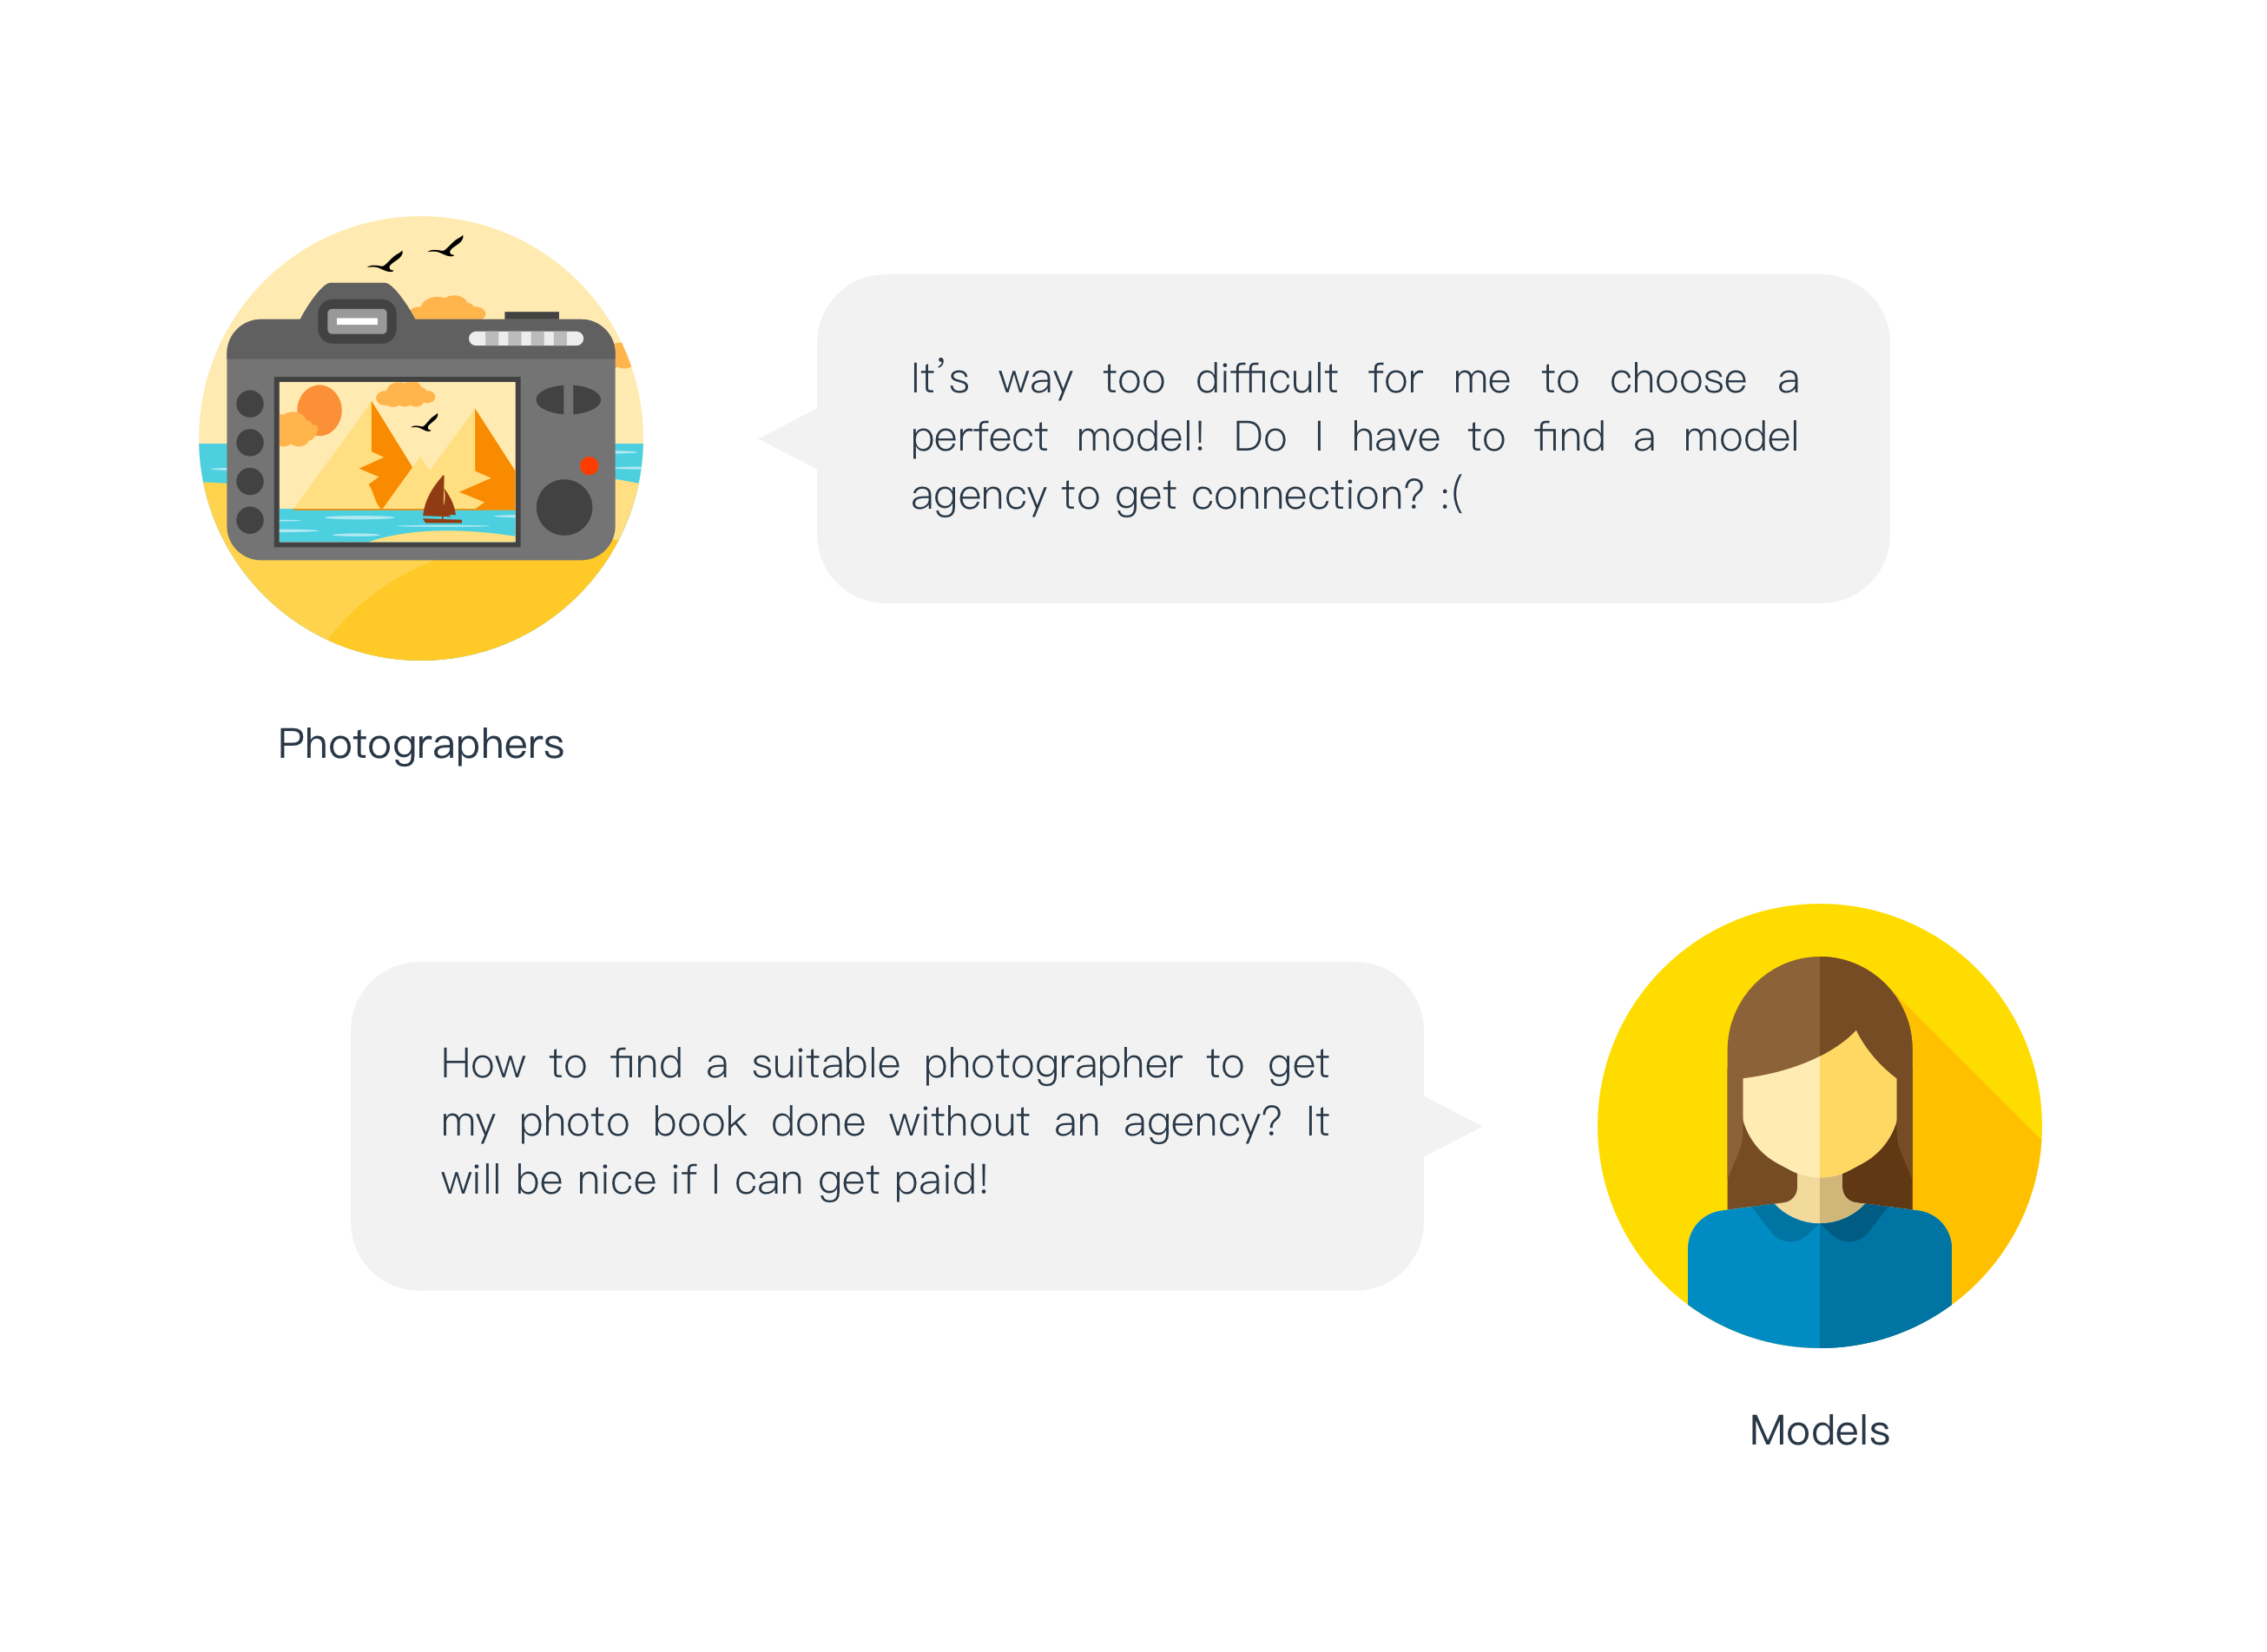 It’s way too difficult for me to choose a
perfect model! Do I have to find a model
agency to get connection? :(
Photographers
How to find a suitable photographer to get
my photo book done without an agency? It
will be nice if I can get paid!
Models